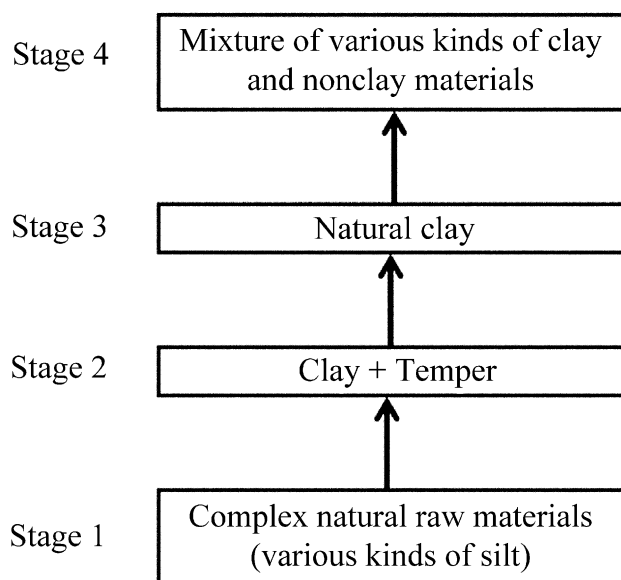 Stage 4
Mixture of various kinds of clay
and nonclay materials
Stage 3
Natural clay
Stage 2
Clay + Temper
Stage 1
Complex natural raw materials
(various kinds of silt)